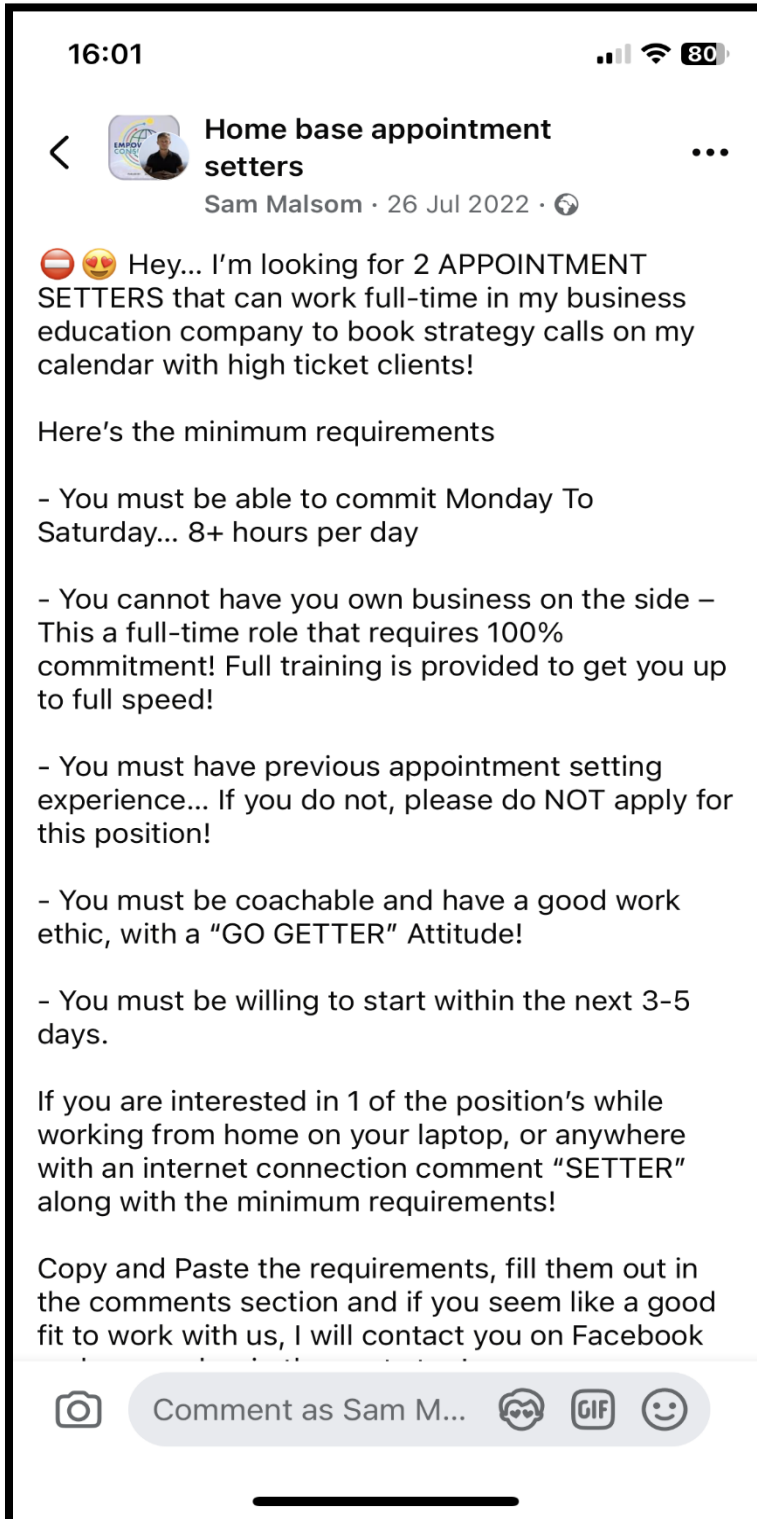 16:01
80
Home base appointment
setters
Sam Malsom · 26 Jul 2022 ·
EMPOV
CONS
⛔😍 Hey... I'm looking for 2 APPOINTMENT
SETTERS that can work full-time in my business
education company to book strategy calls on my
calendar with high ticket clients!
Here's the minimum requirements
- You must be able to commit Monday To
Saturday... 8+ hours per day
- You cannot have you own business on the side –
This a full-time role that requires 100%
commitment! Full training is provided to get you up
to full speed!
- You must have previous appointment setting
experience... If you do not, please do NOT apply for
this position!
- You must be coachable and have a good work
ethic, with a “GO GETTER” Attitude!
- You must be willing to start within the next 3-5
days.
If you are interested in 1 of the position's while
working from home on your laptop, or anywhere
with an internet connection comment “SETTER”
along with the minimum requirements!
Copy and Paste the requirements, fill them out in
the comments section and if you seem like a good
fit to work with us, I will contact you on Facebook
Comment as Sam M...
GIF